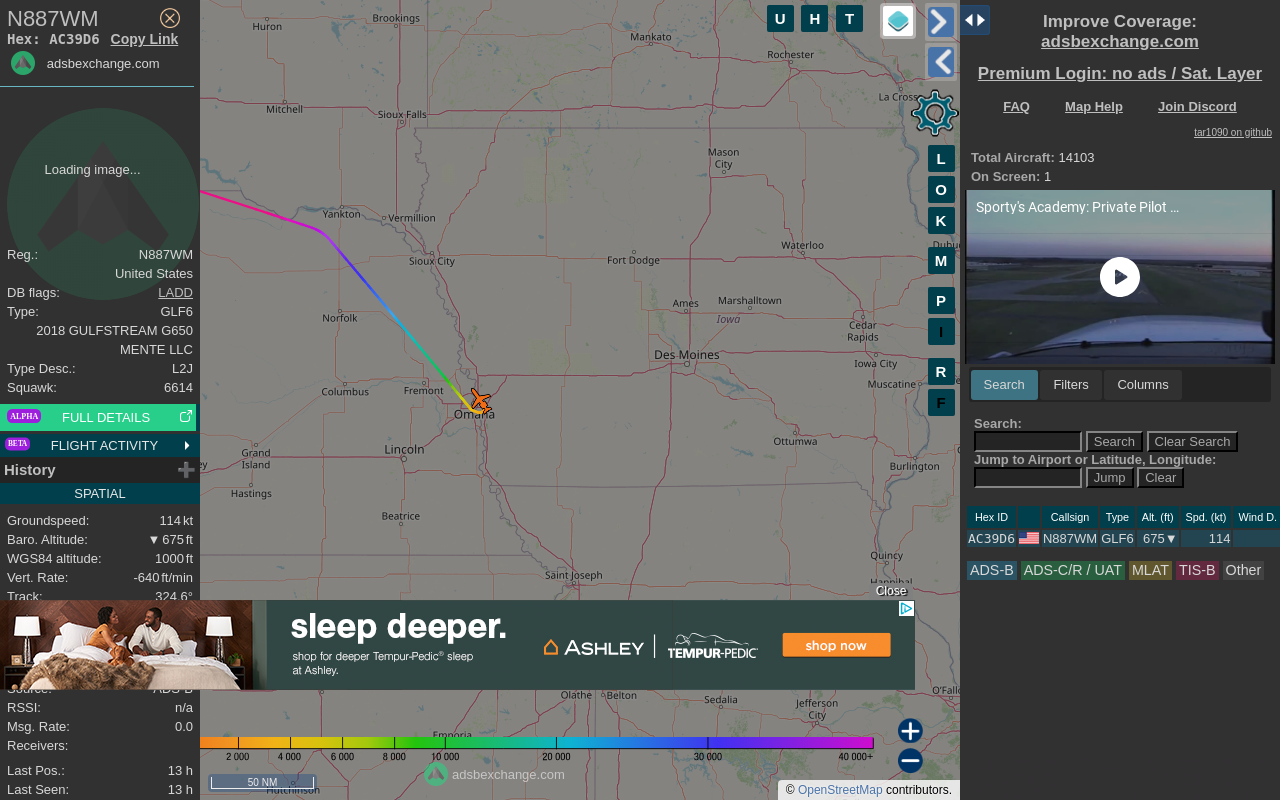 N887WM
Hex: AC39D6 Copy Link
adsbexchange.com
Loading image...
Reg.: N887WM
United States
DB flags: LADD
Type: GLF6
2018 GULFSTREAM G650
MENTE LLC
Type Desc.: L2J
Squawk: 6614
ALPHA FULL DETAILS
BETA FLIGHT ACTIVITY
History
SPATIAL
Groundspeed: 114 kt
Baro. Altitude: ▼ 675 ft
WGS84 altitude: 1000 ft
Vert. Rate: -640 ft/min
Track: 324.6°
Source: ADS-B
RSSI: n/a
Msg. Rate: 0.0
Receivers:
Last Pos.: 13 h
Last Seen: 13 h
Huron
Brookings
Mankato
Rochester
La Crosse
Mitchell
Sioux Falls
Mason
City
Yankton
Vermillion
Sioux City
Fort Dodge
Waterloo
Dubu
Ames
Marshalltown
Iowa
Norfolk
Cedar
Rapids
Des Moines
Iowa City
Columbus
Fremont
Muscatine
Omaha
Ottumwa
Lincoln
Grand
Island
ey
Burlington
Hastings
Beatrice
Quincy
Saint Joseph
Hannibal
U H T
L
O
K
M
P
I
R
F
Close
sleep deeper.
shop for deeper Tempur-Pedic® sleep
at Ashley.
ASHLEY
TEMPUR-PEDIC
shop now
Olathe
Belton
Sedalia
Jefferson
City
O'Fallo
Emporia
2 000 4 000 6 000 8 000 10 000 20 000 30 000 40 000+
adsbexchange.com
50 NM
Hutchinson
© OpenStreetMap contributors.
Improve Coverage:
adsbexchange.com
Premium Login: no ads / Sat. Layer
FAQ Map Help Join Discord
tar1090 on github
Total Aircraft: 14103
On Screen: 1
Sporty's Academy: Private Pilot ...
Search Filters Columns
Search:
Search Clear Search
Jump to Airport or Latitude, Longitude:
Jump Clear
Hex ID Callsign Type Alt. (ft) Spd. (kt) Wind D.
AC39D6 N887WM GLF6 675▼ 114
ADS-B ADS-C/R / UAT MLAT TIS-B Other